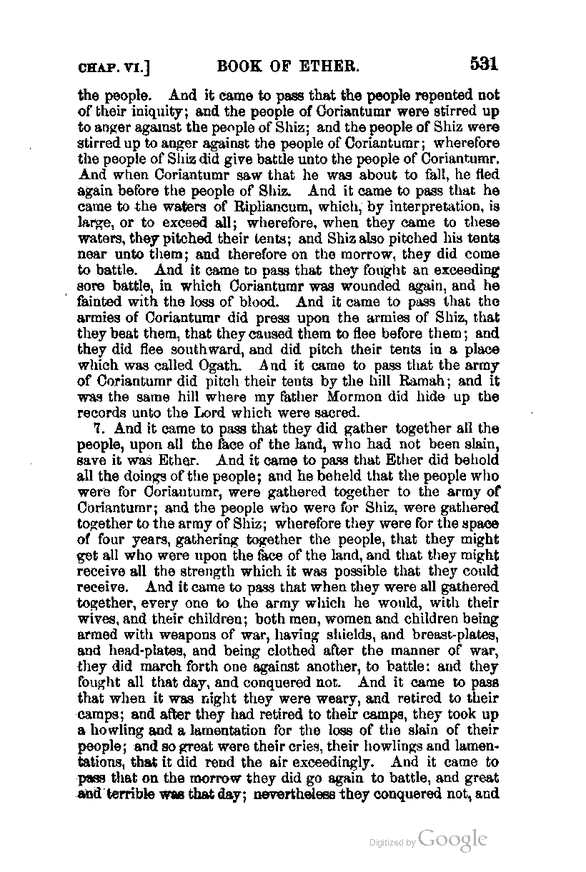 CHAP. VI.] BOOK OF ETHER. 531
the people. And it came to pass that the people repented not
of their iniquity; and the people of Coriantumr were stirred up
to anger against the people of Shiz; and the people of Shiz were
stirred up to anger against the people of Coriantumr; wherefore
the people of Shiz did give battle unto the people of Coriantumr.
And when Coriantumr saw that he was about to fall, he fled
again before the people of Shiz. And it came to pass that he
came to the waters of Ripliancum, which, by interpretation, is
large, or to exceed all; wherefore, when they came to these
waters, they pitched their tents; and Shiz also pitched his tents
near unto them; and therefore on the morrow, they did come
to battle. And it came to pass that they fought an exceeding
sore battle, in which Coriantumr was wounded again, and he
fainted with the loss of blood. And it came to pass that the
armies of Coriantumr did press upon the armies of Shiz, that
they beat them, that they caused them to flee before them; and
they did flee southward, and did pitch their tents in a place
which was called Ogath. And it came to pass that the army
of Coriantumr did pitch their tents by the hill Ramah; and it
was the same hill where my father Mormon did hide up the
records unto the Lord which were sacred.
7. And it came to pass that they did gather together all the
people, upon all the face of the land, who had not been slain,
save it was Ether. And it came to pass that Ether did behold
all the doings of the people; and he beheld that the people who
were for Coriantumr, were gathered together to the army of
Coriantumr; and the people who were for Shiz, were gathered
together to the army of Shiz; wherefore they were for the space
of four years, gathering together the people, that they might
get all who were upon the face of the land, and that they might
receive all the strength which it was possible that they could
receive. And it came to pass that when they were all gathered
together, every one to the army which he would, with their
wives, and their children; both men, women and children being
armed with weapons of war, having shields, and breast-plates,
and head-plates, and being clothed after the manner of war,
they did march forth one against another, to battle: and they
fought all that day, and conquered not. And it came to pass
that when it was night they were weary, and retired to their
camps; and after they had retired to their camps, they took up
a howling and a lamentation for the loss of the slain of their
people; and so great were their cries, their howlings and lamen-
tations, that it did rend the air exceedingly. And it came to
pass that on the morrow they did go again to battle, and great
and terrible was that day; nevertheless they conquered not, and
Digitized by Google